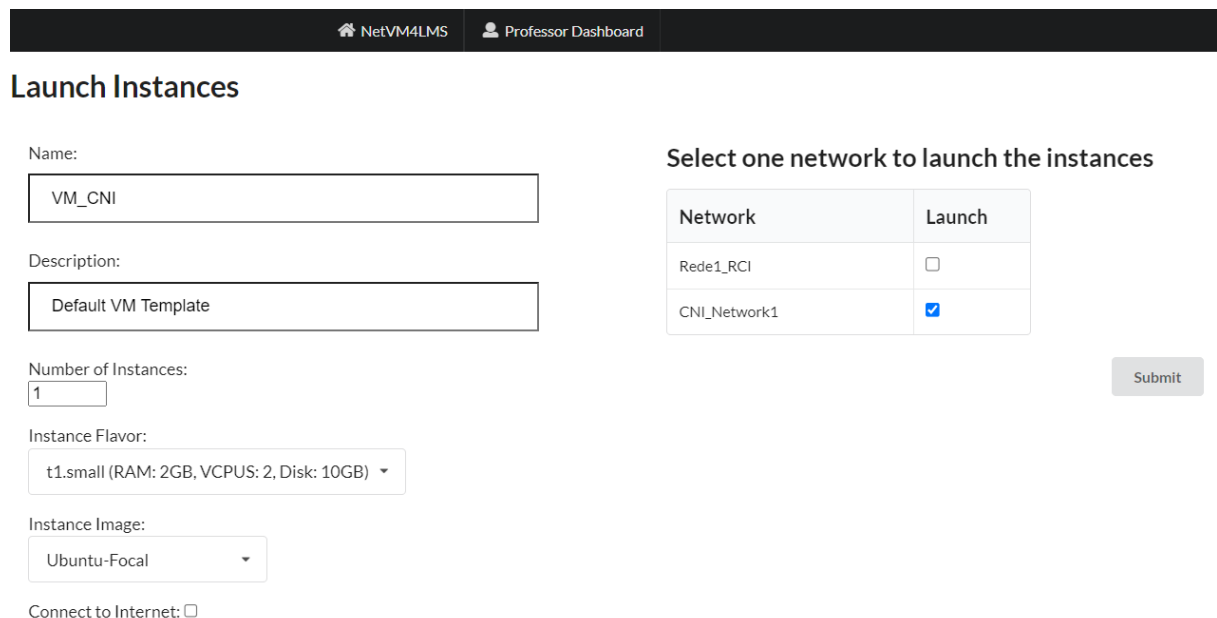 NetVM4LMS Professor Dashboard
Launch Instances
Name:
VM_CNI
Description:
Default VM Template
Number of Instances:
1
Instance Flavor:
t1.small (RAM: 2GB, VCPUS: 2, Disk: 10GB)
Instance Image:
Ubuntu-Focal
Connect to Internet:
Select one network to launch the instances
Network Launch
Rede1_RCI
CNI_Network1
Submit